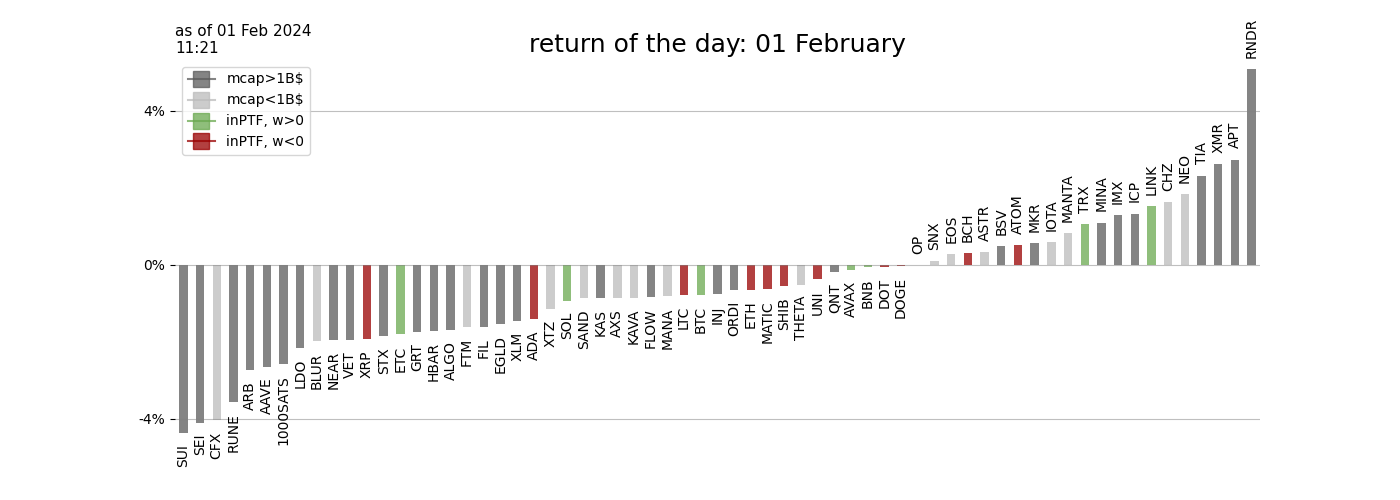 as of 01 Feb 2024
11:21
return of the day: 01 February
mcap>1B$
mcap<1B$
inPTF, w>0
inPTF, w<0
4%
0%
-4%
SUI
SEI
CFX
RUNE
ARB
AAVE
1000SATS
LDO
BLUR
NEAR
VET
XRP
STX
ETC
GRT
HBAR
ALGO
FTM
FIL
EGLD
XLM
ADA
XTZ
SOL
SAND
KAS
AXS
KAVA
FLOW
MANA
LTC
BTC
INJ
ORDI
ETH
MATIC
SHIB
THETA
UNI
QNT
AVAX
BNB
DOT
DOGE
OP
SNX
EOS
BCH
ASTR
BSV
ATOM
MKR
IOTA
MANTA
TRX
MINA
IMX
ICP
LINK
CHZ
NEO
TIA
XMR
APT
RNDR